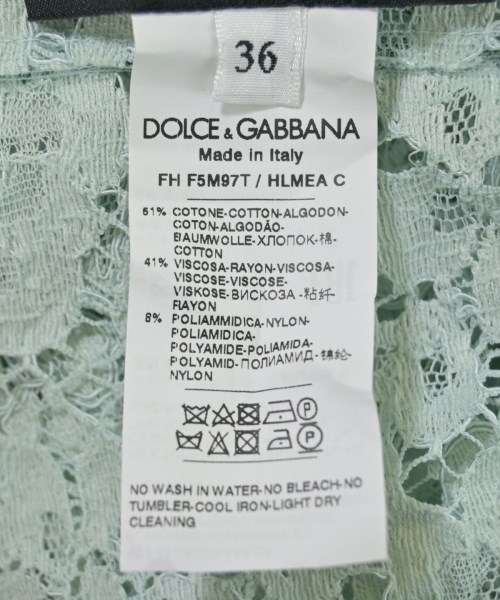 36
DOLCE & GABBANA
Made in Italy
FH F5M97T / HLMEA C
51% COTONE-COTTON-ALGODON-
COTON-ALGODÃO-
BAUMWOLLE-ХЛОПОК-棉-
COTTON
41% VISCOSA-RAYON-VISCOSA-
VISCOSE-VISCOSE-
VISKOSE-ВИСКОЗА-粘纤-
RAYON
8% POLIAMMIDICA-NYLON-
POLIAMIDICA-
POLYAMIDE-POLIAMIDA-
POLYAMID-ПОЛИАМИД-锦纶-
NYLON
P
P
NO WASH IN WATER-NO BLEACH-NO
TUMBLER-COOL IRON-LIGHT DRY
CLEANING